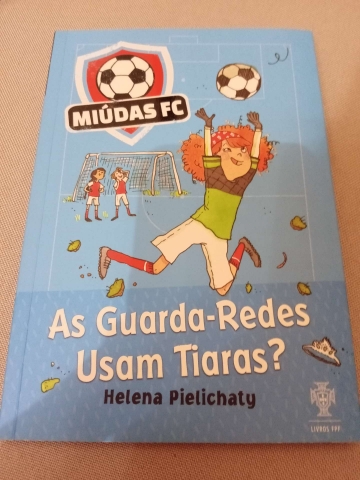 MIÚDAS FC
As Guarda-Redes
Usam Tiaras?
Helena Pielichaty
LIVROS FPF